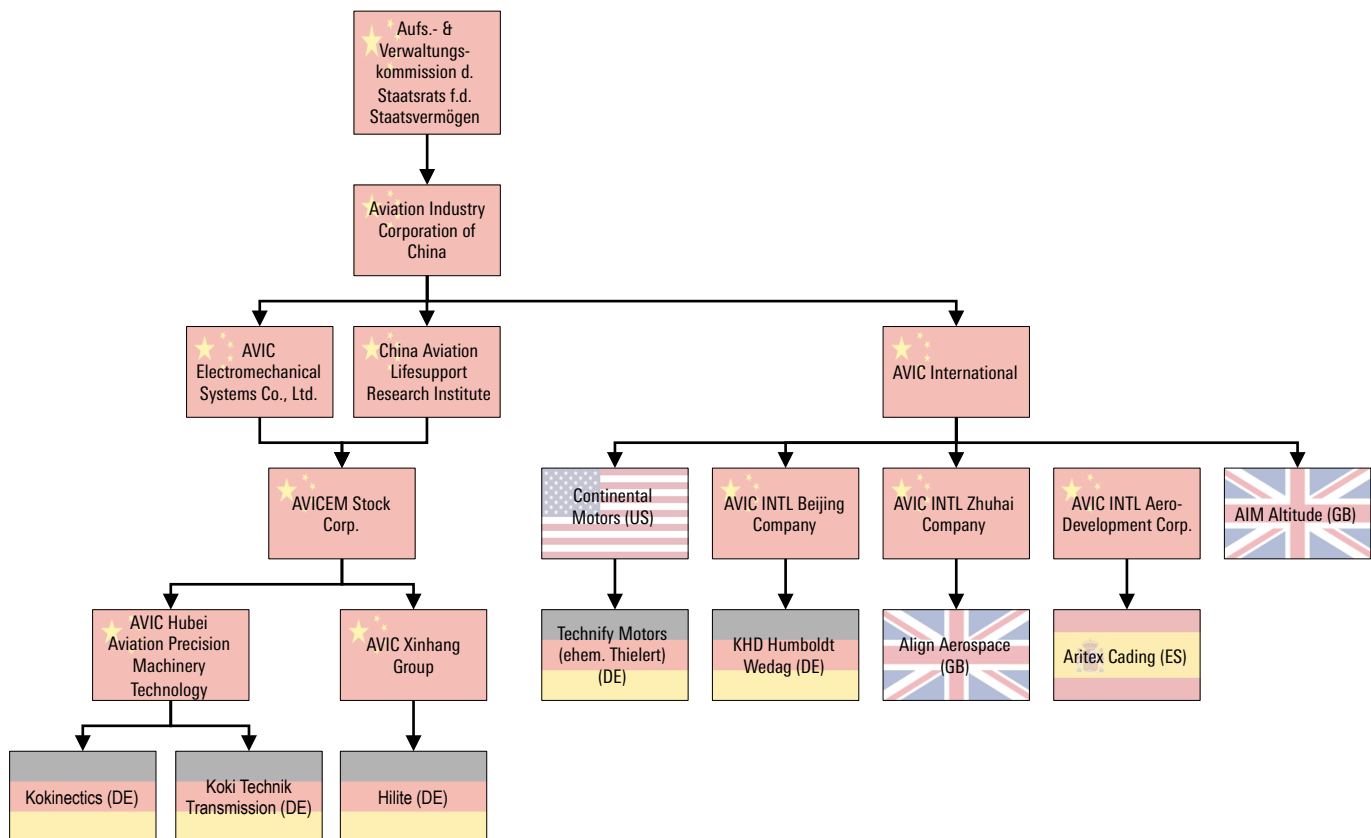 Aufs.- &
Verwaltungs-
kommission d.
Staatsrats f.d.
Staatsvermögen
Aviation Industry
Corporation of
China
AVIC
Electromechanical
Systems Co., Ltd.
China Aviation
Lifesupport
Research Institute
AVIC International
AVICEM Stock
Corp.
Continental
Motors (US)
AVIC INTL Beijing
Company
AVIC INTL Zhuhai
Company
AVIC INTL Aero-
Development Corp.
AIM Altitude (GB)
AVIC Hubei
Aviation Precision
Machinery
Technology
AVIC Xinhang
Group
Technify Motors
(ehem. Thielert)
(DE)
KHD Humboldt
Wedag (DE)
Align Aerospace
(GB)
Aritex Cading (ES)
Kokinectics (DE)
Koki Technik
Transmission (DE)
Hilite (DE)